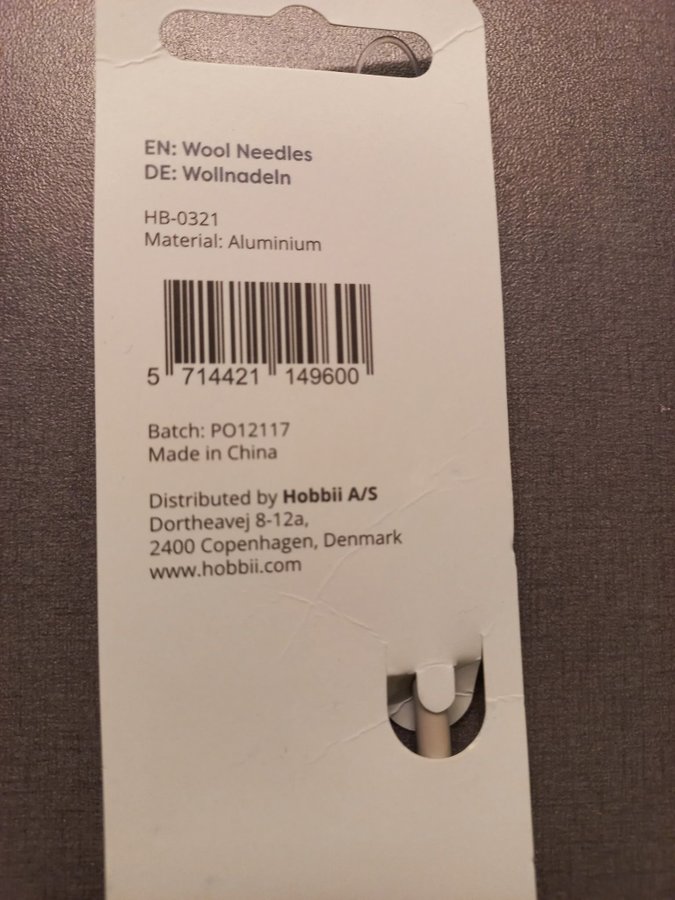 EN: Wool Needles
DE: Wollnadeln
HB-0321
Material: Aluminium
5 714421 149600
Batch: PO12117
Made in China
Distributed by Hobbii A/S
Dortheavej 8-12a,
2400 Copenhagen, Denmark
www.hobbii.com